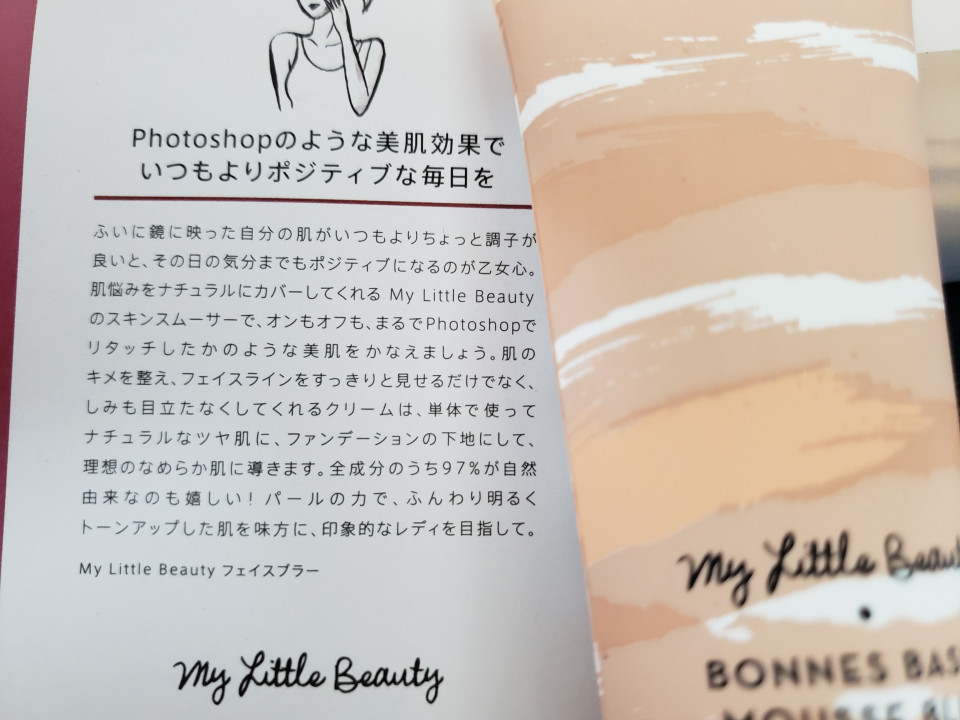 Photoshopのような美肌効果で
いつもよりポジティブな毎日を
ふいに鏡に映った自分の肌がいつもよりちょっと調子が
良いと、その日の気分までもポジティブになるのが乙女心。
肌悩みをナチュラルにカバーしてくれる My Little Beauty
のスキンスムーサーで、オンもオフも、まるでPhotoshopで
リタッチしたかのような美肌をかなえましょう。肌の
キメを整え、フェイスラインをすっきりと見せるだけでなく、
しみも目立たなくしてくれるクリームは、単体で使って
ナチュラルなツヤ肌に、ファンデーションの下地にして、
理想のなめらか肌に導きます。全成分のうち97%が自然
由来なのも嬉しい！パールの力で、ふんわり明るく
トーンアップした肌を味方に、印象的なレディを目指して。
My Little Beauty フェイスブラー
My Little Beauty
My Little
BONNES